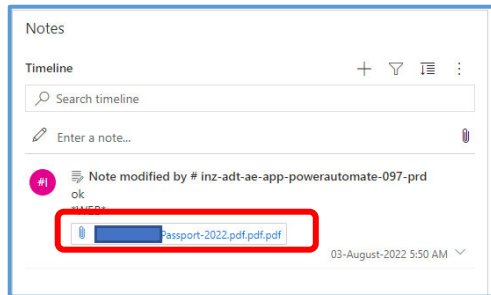 Notes
Timeline
Search timeline
Enter a note...
#I
Note modified by # inz-adt-ae-app-powerautomate-097-prd
ok
*WEB*
Passport-2022.pdf.pdf.pdf
03-August-2022 5:50 AM